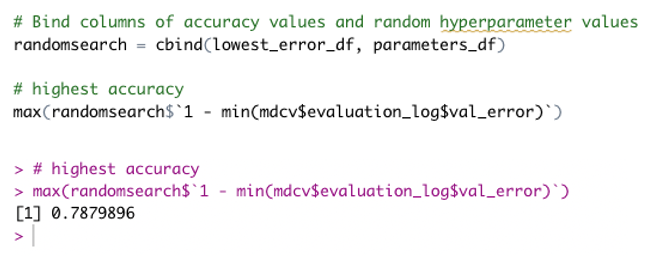 # Bind columns of accuracy values and random hyperparameter values
randomsearch = cbind(lowest_error_df, parameters_df)
# highest accuracy
max(randomsearch$`1 - min(mdcv$evaluation_log$val_error)`)
> # highest accuracy
> max(randomsearch$`1 - min(mdcv$evaluation_log$val_error)`)
[1] 0.7879896
>